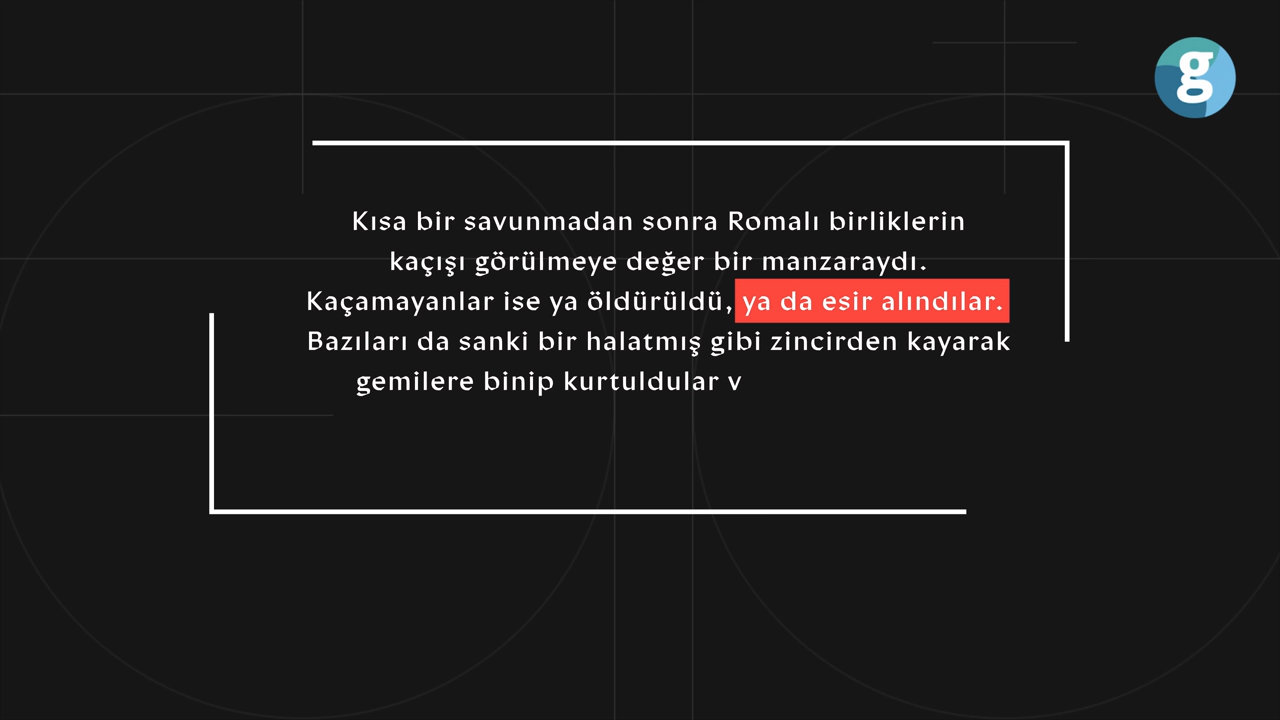 g
Kısa bir savunmadan sonra Romalı birliklerin
kaçışı görülmeye değer bir manzaraydı.
Kaçamayanlar ise ya öldürüldü, ya da esir alındılar.
Bazıları da sanki bir halatmış gibi zincirden kayarak
gemilere binip kurtuldular v